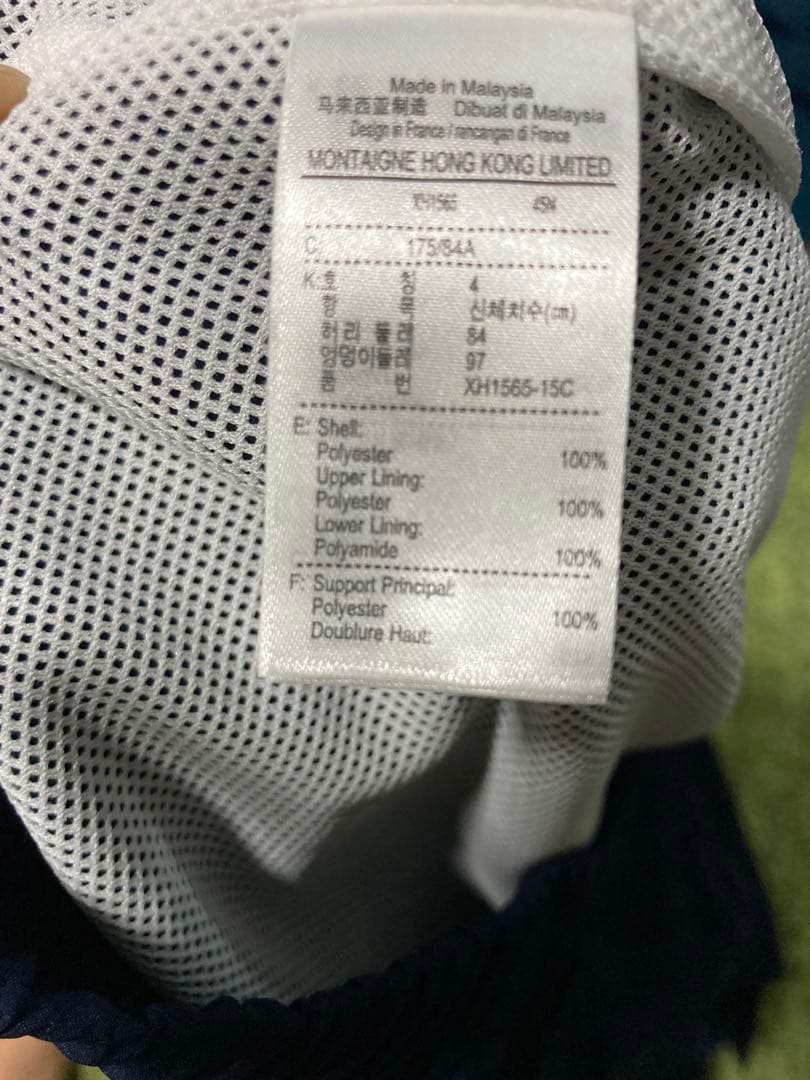 Made in Malaysia
马来西亚制造 Dibuat di Malaysia
Design in France / rancangan di France
MONTAIGNE HONG KONG LIMITED
XH1565
C: 175/84A
K: 호 칭 4
항 목 신체치수(㎝)
허리 둘레 84
엉덩이둘레 97
품 번 XH1565-15C
E: Shell:
Polyester 100%
Upper Lining:
Polyester 100%
Lower Lining:
Polyamide 100%
F: Support Principal:
Polyester 100%
Doublure Haut: